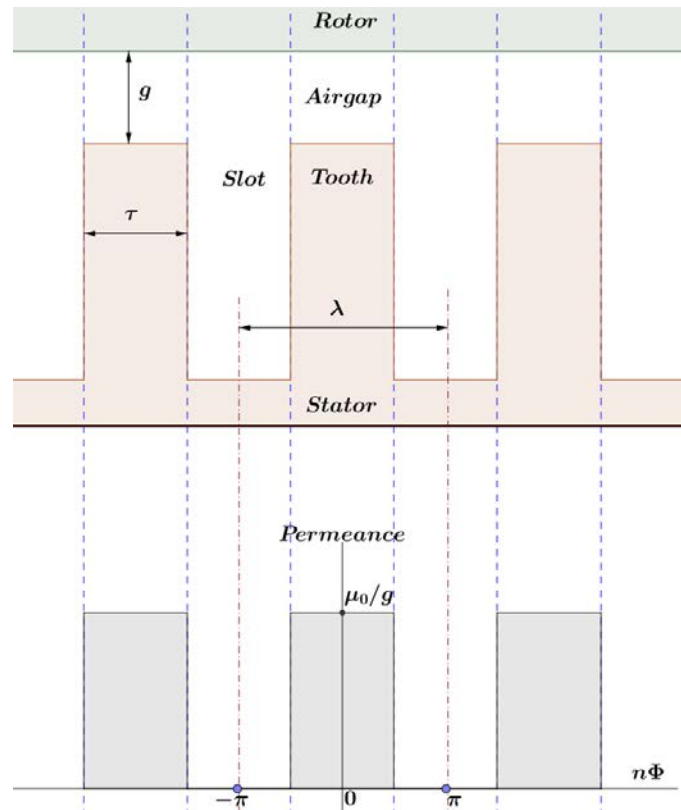 Rotor
g
Airgap
Slot
Tooth
τ
λ
Stator
Permeance
μ₀/g
nΦ
−π
0
π